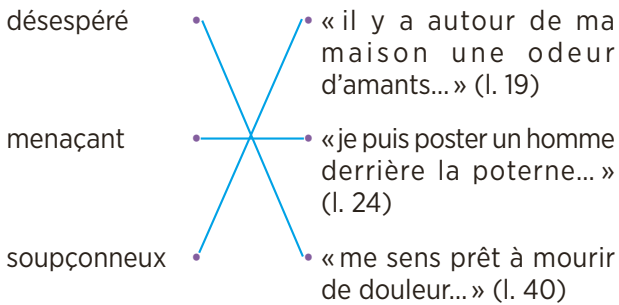 désespéré
« il y a autour de ma
maison une odeur
d’amants... » (l. 19)
menaçant
« je puis poster un homme
derrière la poterne... »
(l. 24)
soupçonneux
« me sens prêt à mourir
de douleur... » (l. 40)